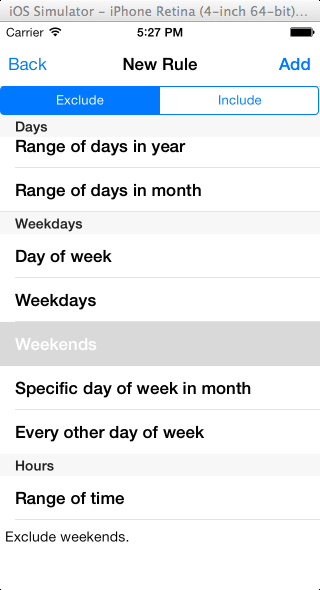 iOS Simulator – iPhone Retina (4-inch 64-bit)...
Carrier 5:27 PM
Back New Rule Add
Exclude Include
Days
Range of days in year
Range of days in month
Weekdays
Day of week
Weekdays
Weekends
Specific day of week in month
Every other day of week
Hours
Range of time
Exclude weekends.